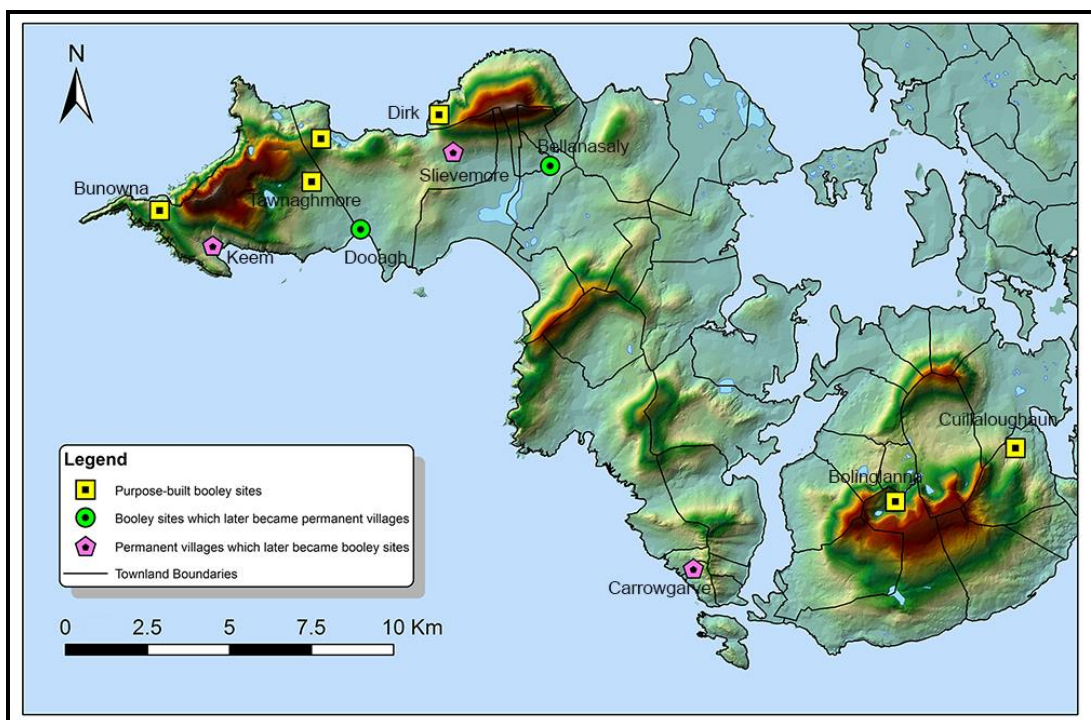 N
Dirk
Bellanasaly
Slievemore
Bunowna
Tawnaghmore
Keem
Dooagh
Cuillaloughaun
Bolinglanna
Carrowgarve
Legend
Purpose-built booley sites
Booley sites which later became permanent villages
Permanent villages which later became booley sites
Townland Boundaries
0 2.5 5 7.5 10 Km